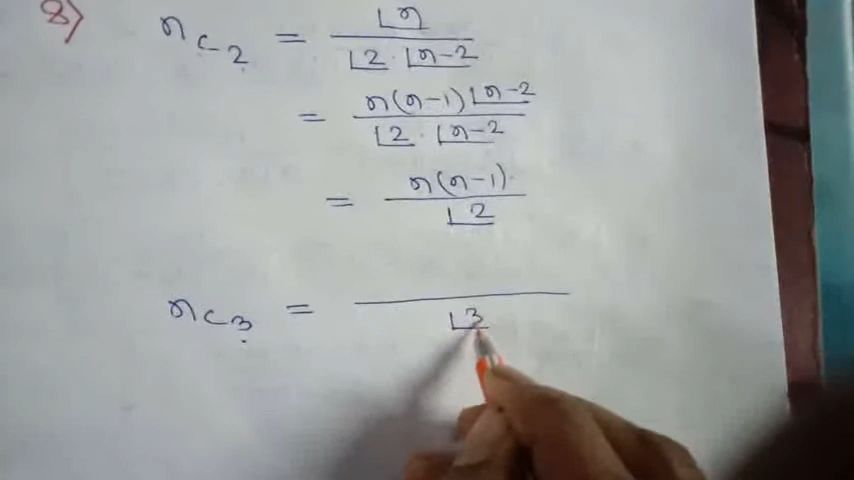 8) nC2 = ⌊n / ⌊2 . ⌊n-2
= n(n-1)⌊n-2 / ⌊2 . ⌊n-2
= n(n-1) / ⌊2
nC3 = / ⌊3